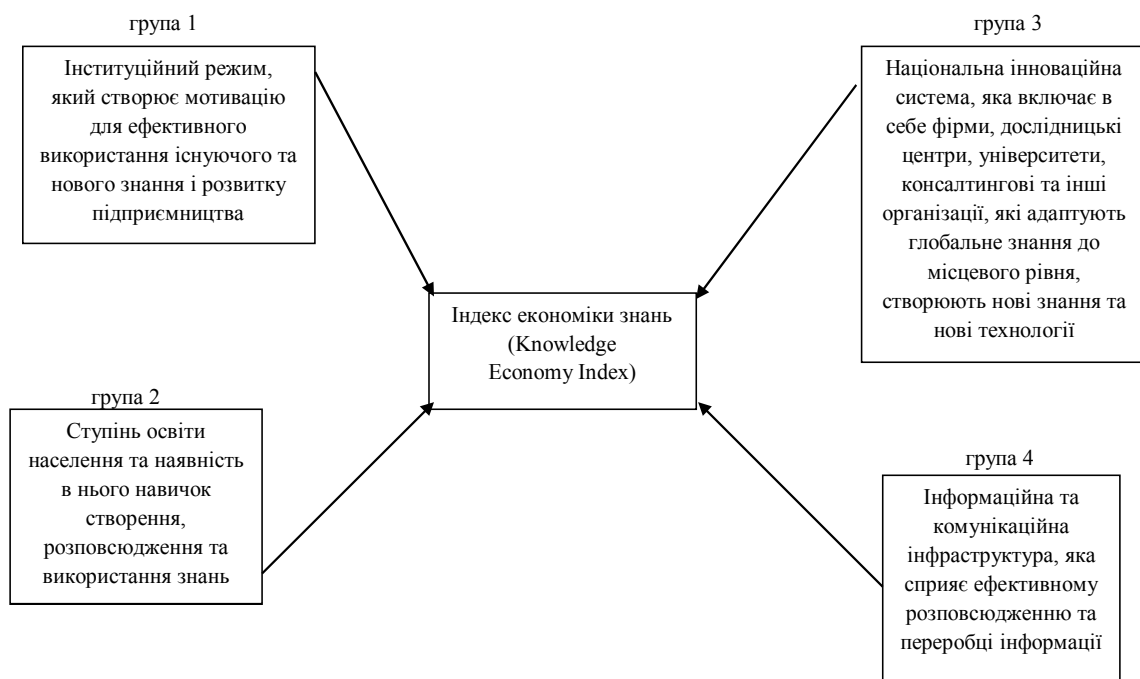 група 1
Інституційний режим,
який створює мотивацію
для ефективного
використання існуючого та
нового знання і розвитку
підприємництва
група 3
Національна інноваційна
система, яка включає в
себе фірми, дослідницькі
центри, університети,
консалтингові та інші
організації, які адаптують
глобальне знання до
місцевого рівня,
створюють нові знання та
нові технології
Індекс економіки знань
(Knowledge
Economy Index)
група 2
Ступінь освіти
населення та наявність
в нього навичок
створення,
розповсюдження та
використання знань
група 4
Інформаційна та
комунікаційна
інфраструктура, яка
сприяє ефективному
розповсюдженню та
переробці інформації